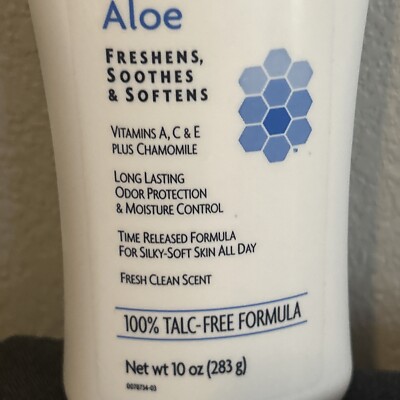 Aloe
FRESHENS,
SOOTHES
& SOFTENS
VITAMINS A, C & E
PLUS CHAMOMILE
LONG LASTING
ODOR PROTECTION
& MOISTURE CONTROL
TIME RELEASED FORMULA
FOR SILKY-SOFT SKIN ALL DAY
FRESH CLEAN SCENT
100% TALC-FREE FORMULA
Net wt 10 oz (283 g)